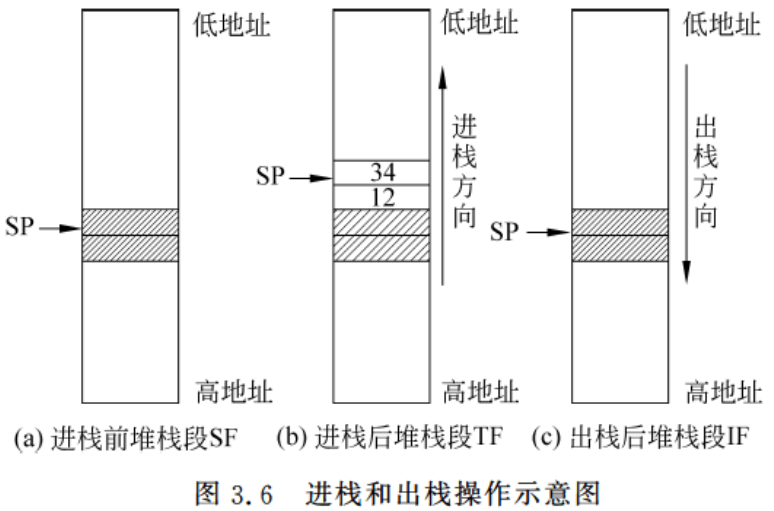 低地址 低地址 低地址
进栈方向
出栈方向
SP 34
12
SP
SP
高地址 高地址 高地址
(a) 进栈前堆栈段SF (b) 进栈后堆栈段TF (c) 出栈后堆栈段IF
图 3.6 进栈和出栈操作示意图